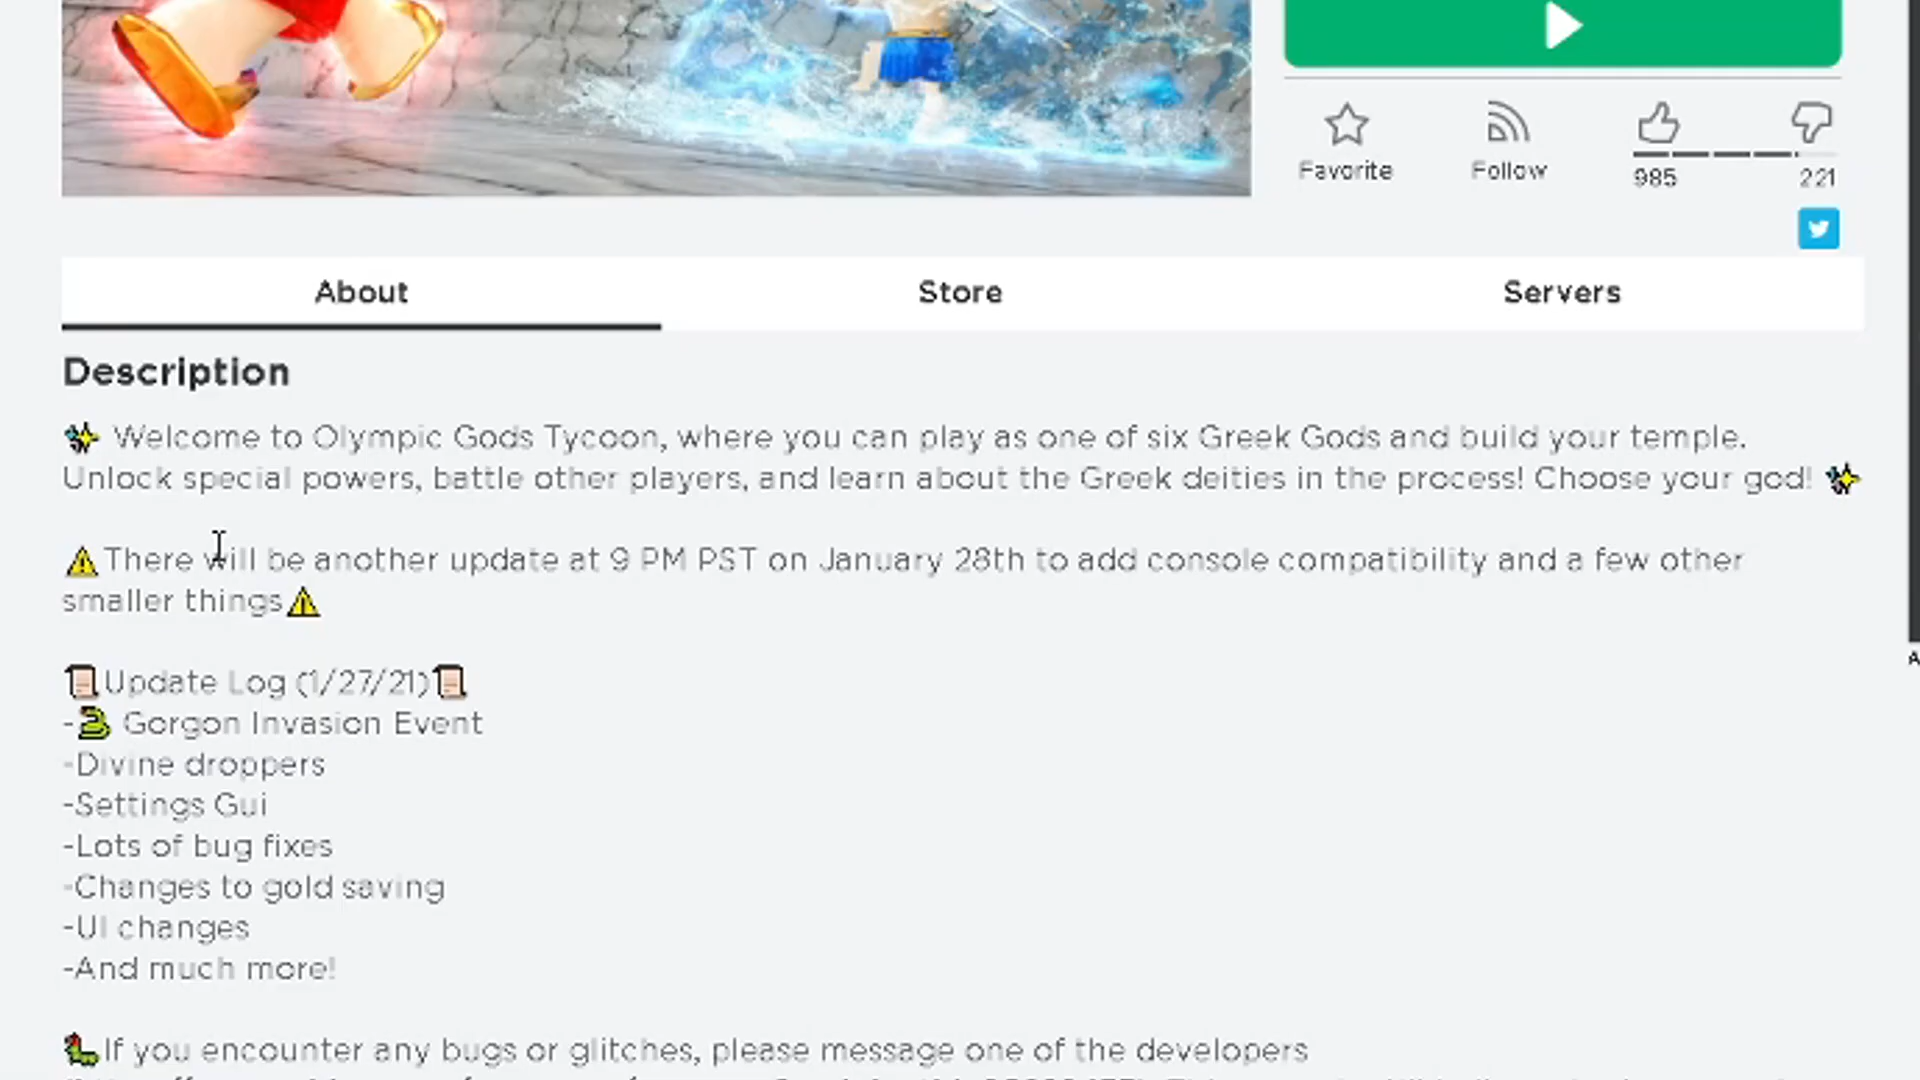 Favorite
Follow
985
221
About
Store
Servers
Description
✨ Welcome to Olympic Gods Tycoon, where you can play as one of six Greek Gods and build your temple.
Unlock special powers, battle other players, and learn about the Greek deities in the process! Choose your god! ✨
⚠️There will be another update at 9 PM PST on January 28th to add console compatibility and a few other
smaller things⚠️
📜Update Log (1/27/21)📜
-🐍 Gorgon Invasion Event
-Divine droppers
-Settings Gui
-Lots of bug fixes
-Changes to gold saving
-UI changes
-And much more!
🐛If you encounter any bugs or glitches, please message one of the developers